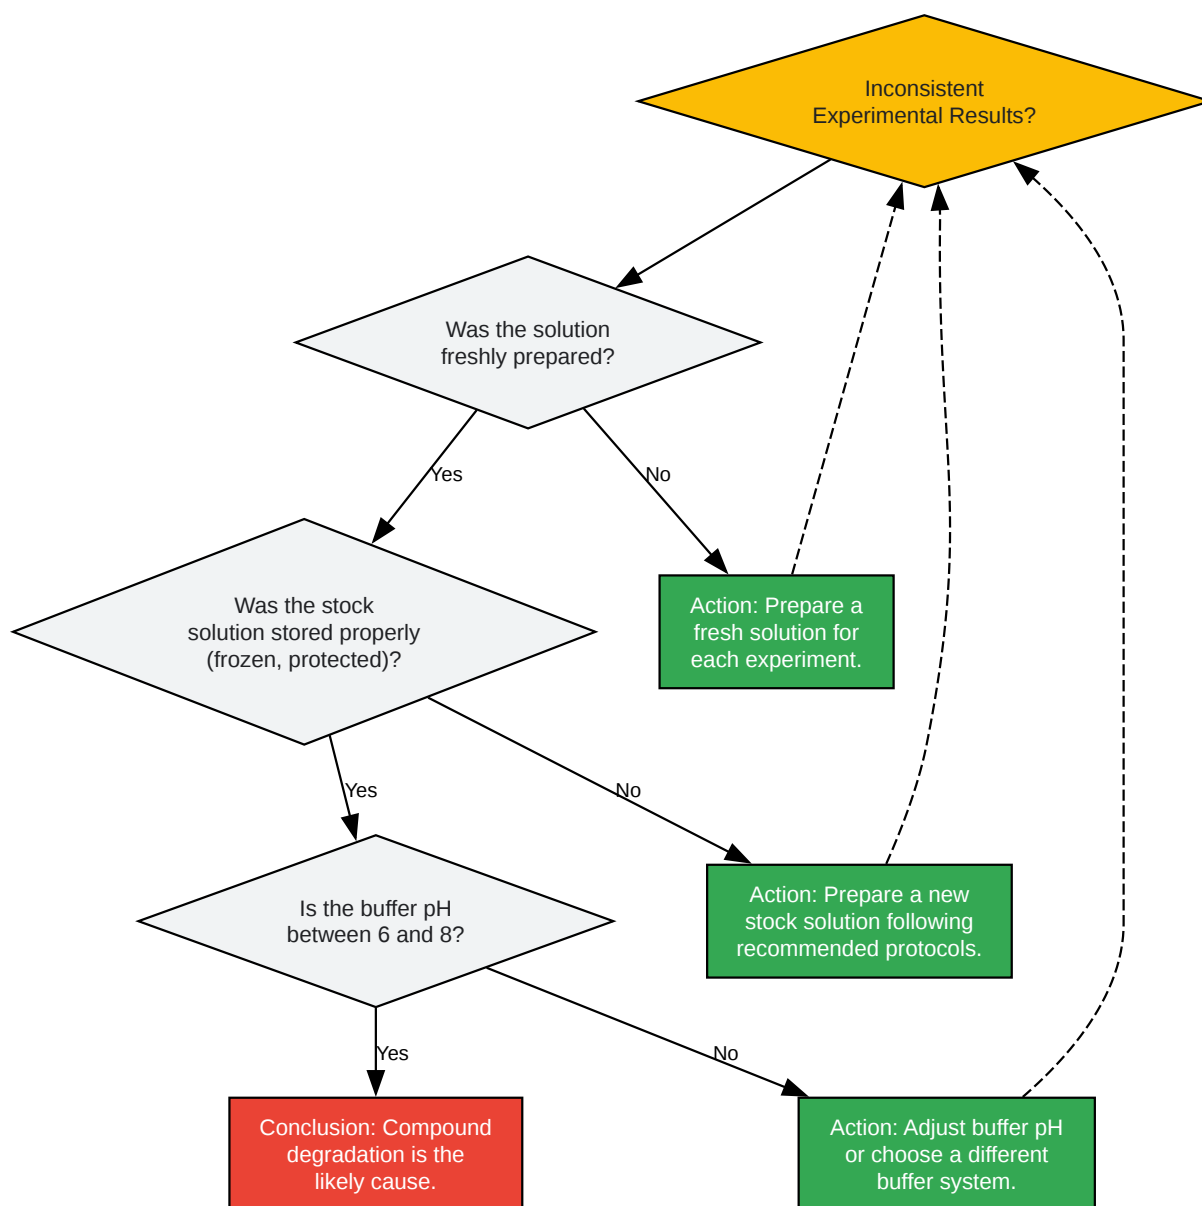 Inconsistent
Experimental Results?
Was the solution
freshly prepared?
Yes
No
Was the stock
solution stored properly
(frozen, protected)?
Action: Prepare a
fresh solution for
each experiment.
Yes
No
Is the buffer pH
between 6 and 8?
Action: Prepare a new
stock solution following
recommended protocols.
Yes
No
Conclusion: Compound
degradation is the
likely cause.
Action: Adjust buffer pH
or choose a different
buffer system.